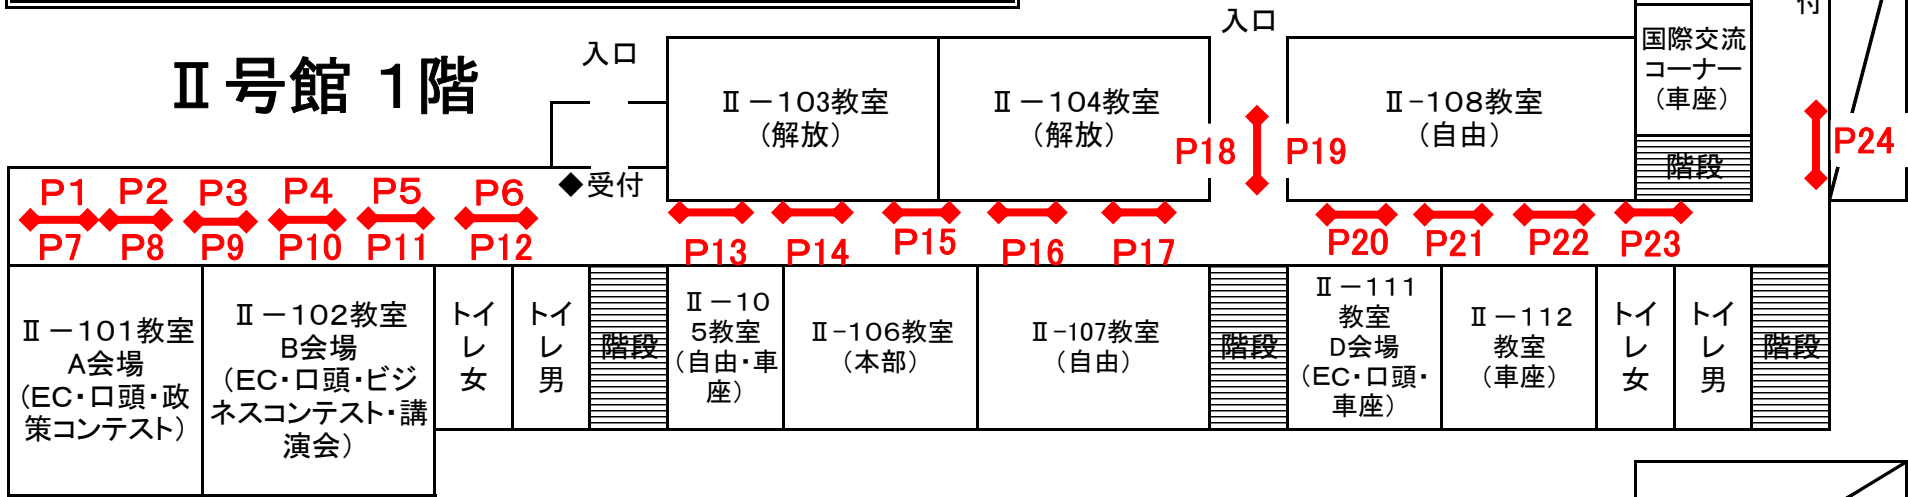 入口
付
Ⅱ号館 1階
入口
国際交流
コーナー
（車座）
Ⅱ－103教室
（解放）
Ⅱ－104教室
（解放）
Ⅱ-108教室
（自由）
階段
P18
P19
P24
◆受付
P1
P2
P3
P4
P5
P6
P7
P8
P9
P10
P11
P12
P13
P14
P15
P16
P17
P20
P21
P22
P23
Ⅱ－101教室
A会場
（EC・口頭・政
策コンテスト）
Ⅱ－102教室
B会場
（EC・口頭・ビジ
ネスコンテスト・講
演会）
トイ
レ
女
トイ
レ
男
階段
Ⅱ－10
5教室
（自由・車
座）
Ⅱ-106教室
（本部）
Ⅱ-107教室
（自由）
階段
Ⅱ－111
教室
D会場
（EC・口頭・
車座）
Ⅱ－112
教室
（車座）
トイ
レ
女
トイ
レ
男
階段